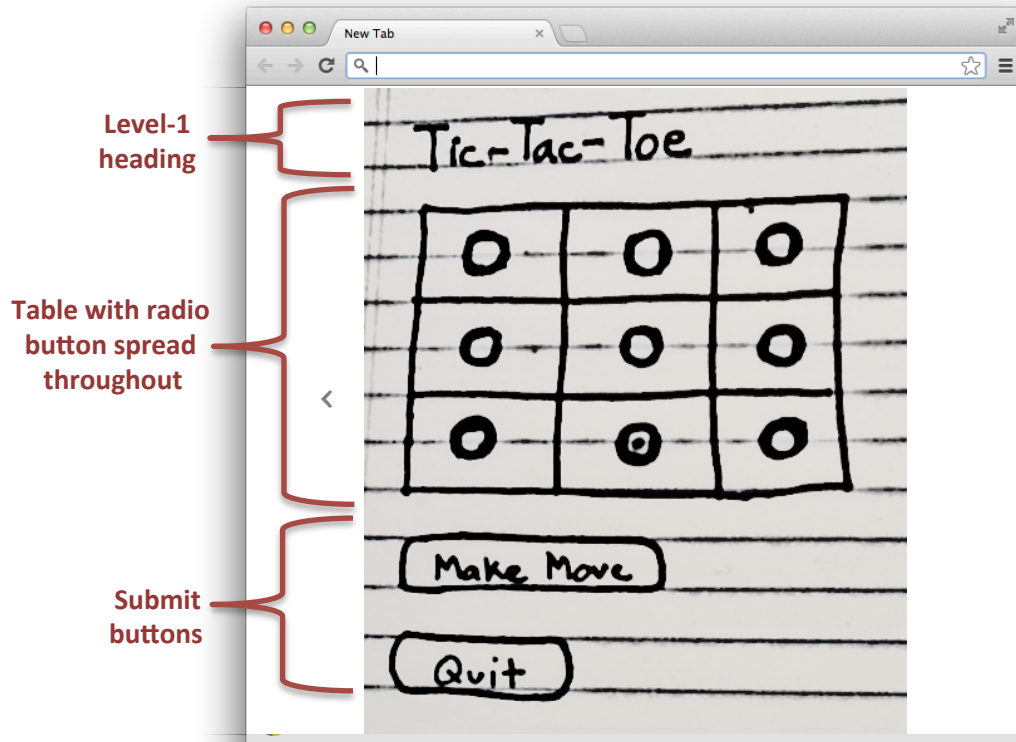 New Tab
Level-1
heading
Tic-Tac-Toe
Table with radio
button spread
throughout
Make Move
Submit
buttons
Quit